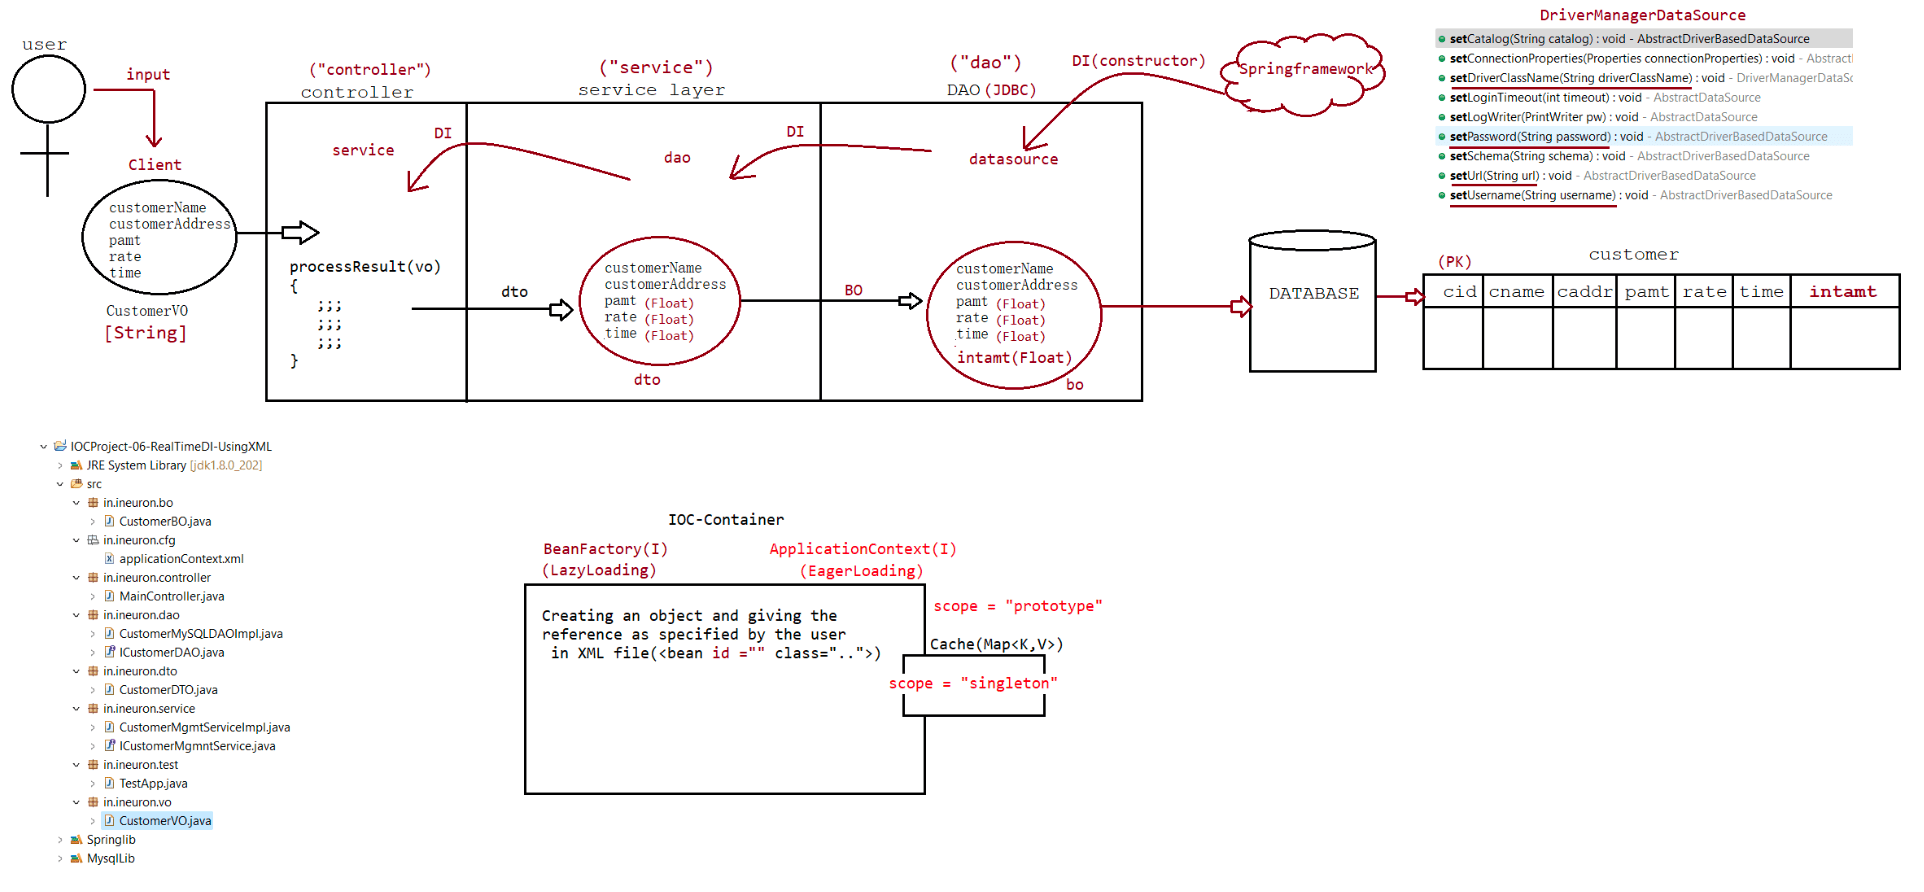 user
input
Client
customerName
customerAddress
pamt
rate
time
CustomerVO
[String]
("controller")
controller
service
DI
processResult(vo)
{
;;;
;;;
;;;
}
("service")
service layer
dao
DI
dto
customerName
customerAddress
pamt (Float)
rate (Float)
time (Float)
dto
BO
("dao")
DAO (JDBC)
datasource
DI(constructor)
Springframework
customerName
customerAddress
pamt (Float)
rate (Float)
time (Float)
intamt(Float)
bo
DATABASE
DriverManagerDataSource
setCatalog(String catalog) : void - AbstractDriverBasedDataSource
setConnectionProperties(Properties connectionProperties) : void - Abstract
setDriverClassName(String driverClassName) : void - DriverManagerDataSc
setLoginTimeout(int timeout) : void - AbstractDataSource
setLogWriter(PrintWriter pw) : void - AbstractDataSource
setPassword(String password) : void - AbstractDriverBasedDataSource
setSchema(String schema) : void - AbstractDriverBasedDataSource
setUrl(String url) : void - AbstractDriverBasedDataSource
setUsername(String username) : void - AbstractDriverBasedDataSource
(PK)
customer
cid cname caddr pamt rate time intamt
IOCProject-06-RealTimeDI-UsingXML
JRE System Library [jdk1.8.0_202]
src
in.ineuron.bo
CustomerBO.java
in.ineuron.cfg
applicationContext.xml
in.ineuron.controller
MainController.java
in.ineuron.dao
CustomerMySQLDAOImpl.java
ICustomerDAO.java
in.ineuron.dto
CustomerDTO.java
in.ineuron.service
CustomerMgmtServiceImpl.java
ICustomerMgmntService.java
in.ineuron.test
TestApp.java
in.ineuron.vo
CustomerVO.java
Springlib
MysqlLib
IOC-Container
BeanFactory(I)
(LazyLoading)
ApplicationContext(I)
(EagerLoading)
Creating an object and giving the
reference as specified by the user
in XML file(<bean id ="" class="..">)
scope = "prototype"
Cache(Map<K,V>)
scope = "singleton"